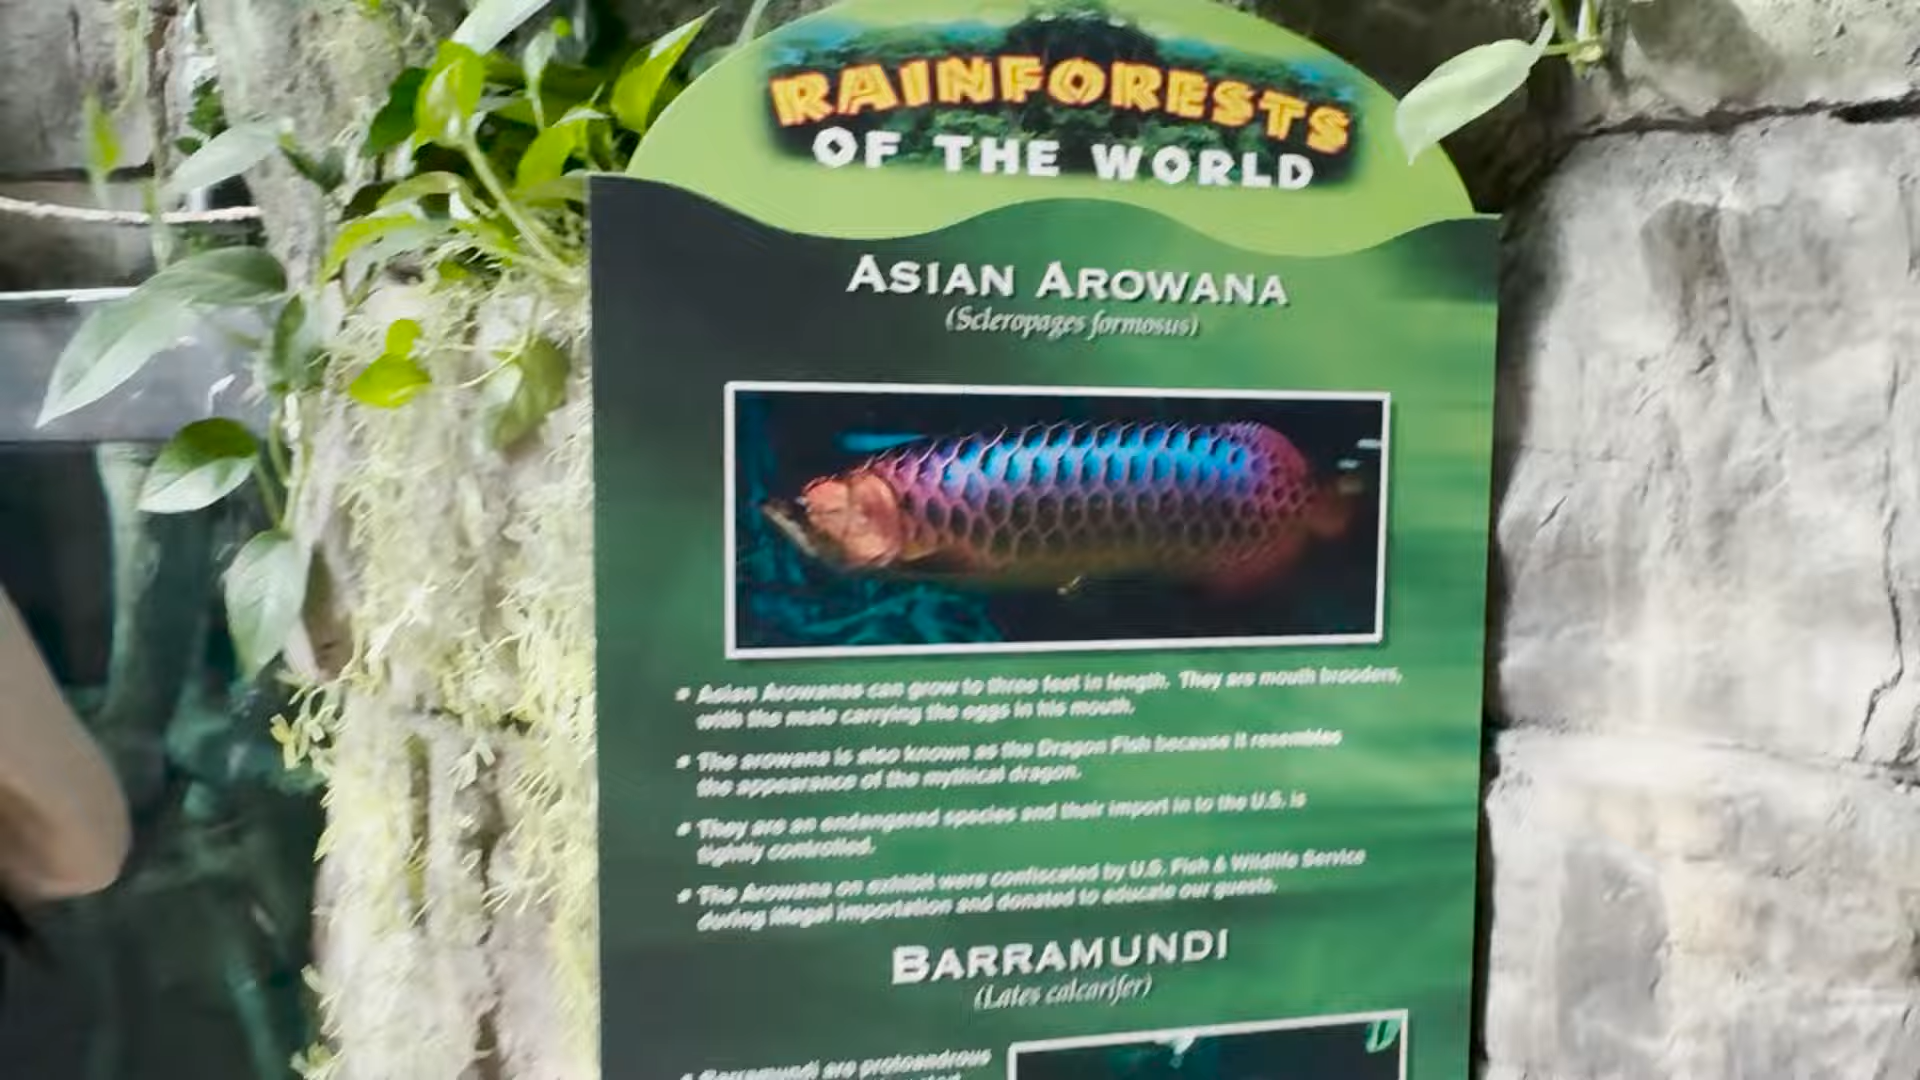 RAINFORESTS
OF THE WORLD
ASIAN AROWANA
(Scleropages formosus)
Asian Arowanas can grow to three feet in length. They are mouth brooders,
with the male carrying the eggs in his mouth.
The arowana is also known as the Dragon Fish because it resembles
the appearance of the mythical dragon.
They are an endangered species and their import in to the U.S. is
tightly controlled.
The Arowana on exhibit were confiscated by U.S. Fish & Wildlife Service
during illegal importation and donated to educate our guests.
BARRAMUNDI
(Lates calcarifer)
Barramundi are protoandrous